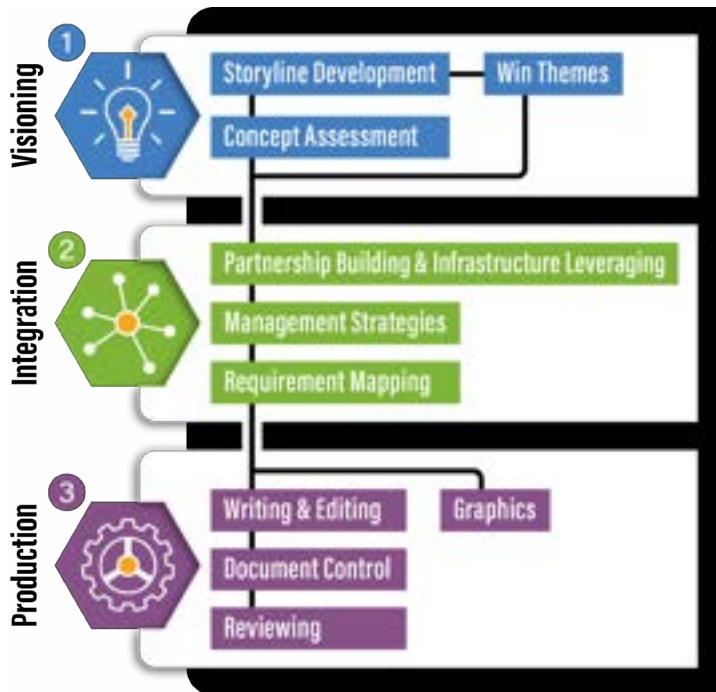 1
Visioning
Storyline Development
Win Themes
Concept Assessment
2
Integration
Partnership Building & Infrastructure Leveraging
Management Strategies
Requirement Mapping
3
Production
Writing & Editing
Graphics
Document Control
Reviewing